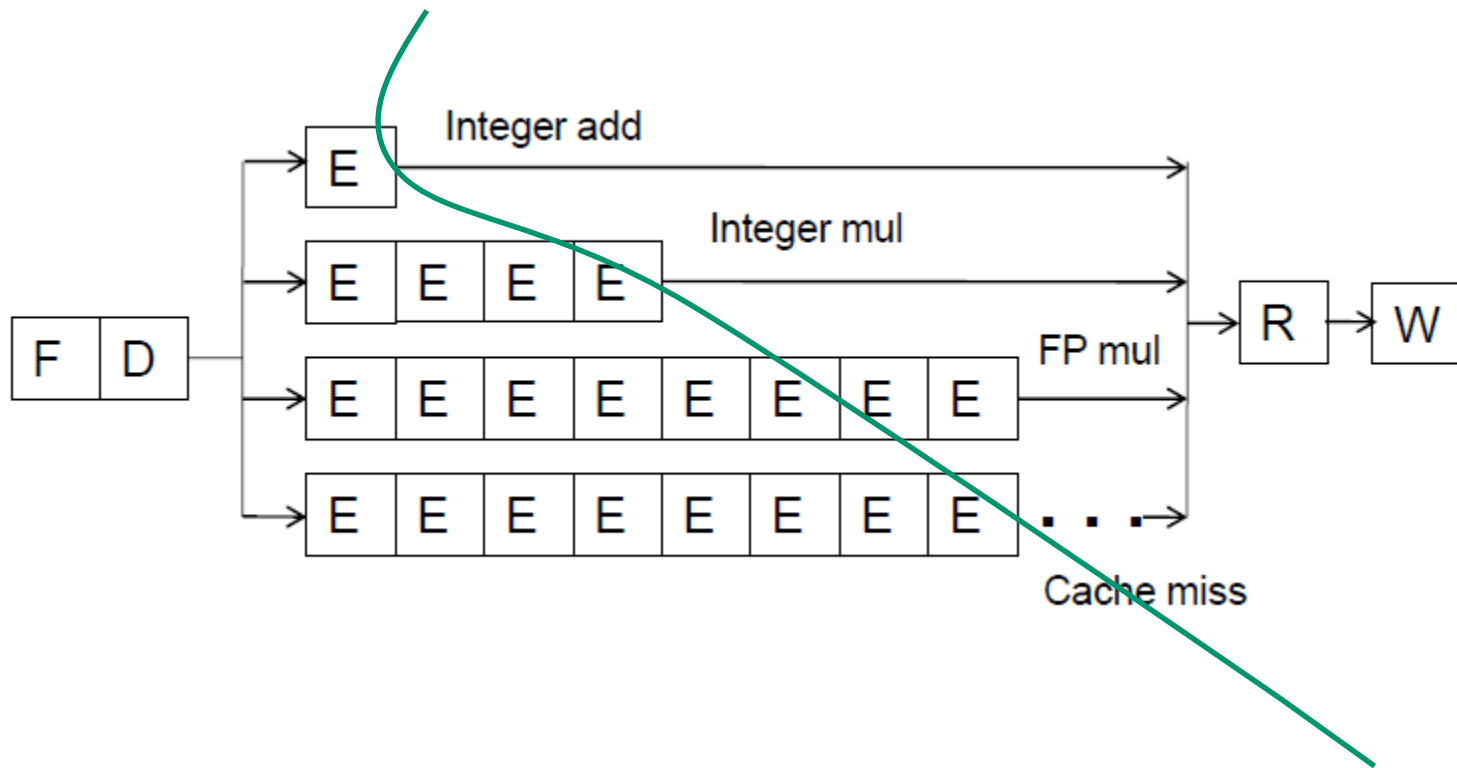 Integer add
E
Integer mul
E E E E
F D
R W
FP mul
E E E E E E E E
E E E E E E E E . . .
Cache miss